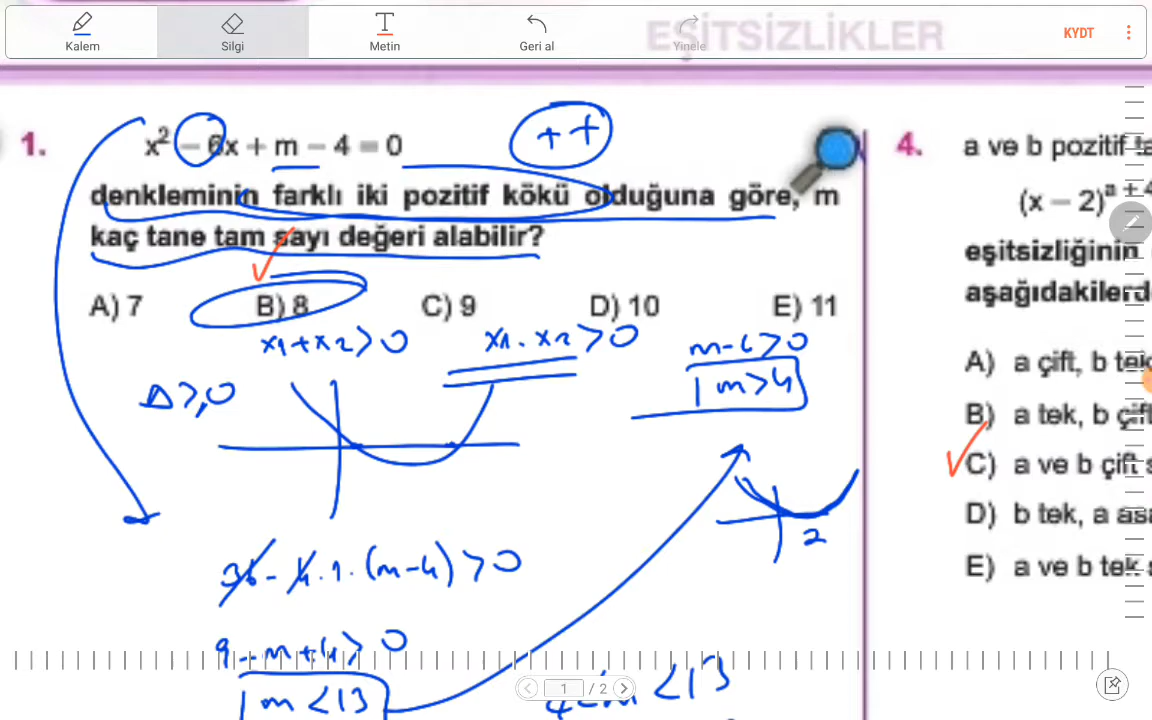 Kalem Silgi Metin Geri al Yinele KYDT
EŞİTSİZLİKLER
1. x² – 6x + m – 4 = 0
++
denkleminin farklı iki pozitif kökü olduğuna göre, m
kaç tane tam sayı değeri alabilir?
A) 7 B) 8 C) 9 D) 10 E) 11
x1+x2>0 x1.x2>0 m-4>0
Δ>,0 m>4
2
36-4.1.(m-4)>0
9-m+4>0
m<13
4<m<13
1 / 2
4. a ve b pozitif
(x – 2)ᵃ⁺⁴
eşitsizliğinin
A) a çift, b tek
B) a tek, b çift
C) a ve b çift
D) b tek, a
E) a ve b tek